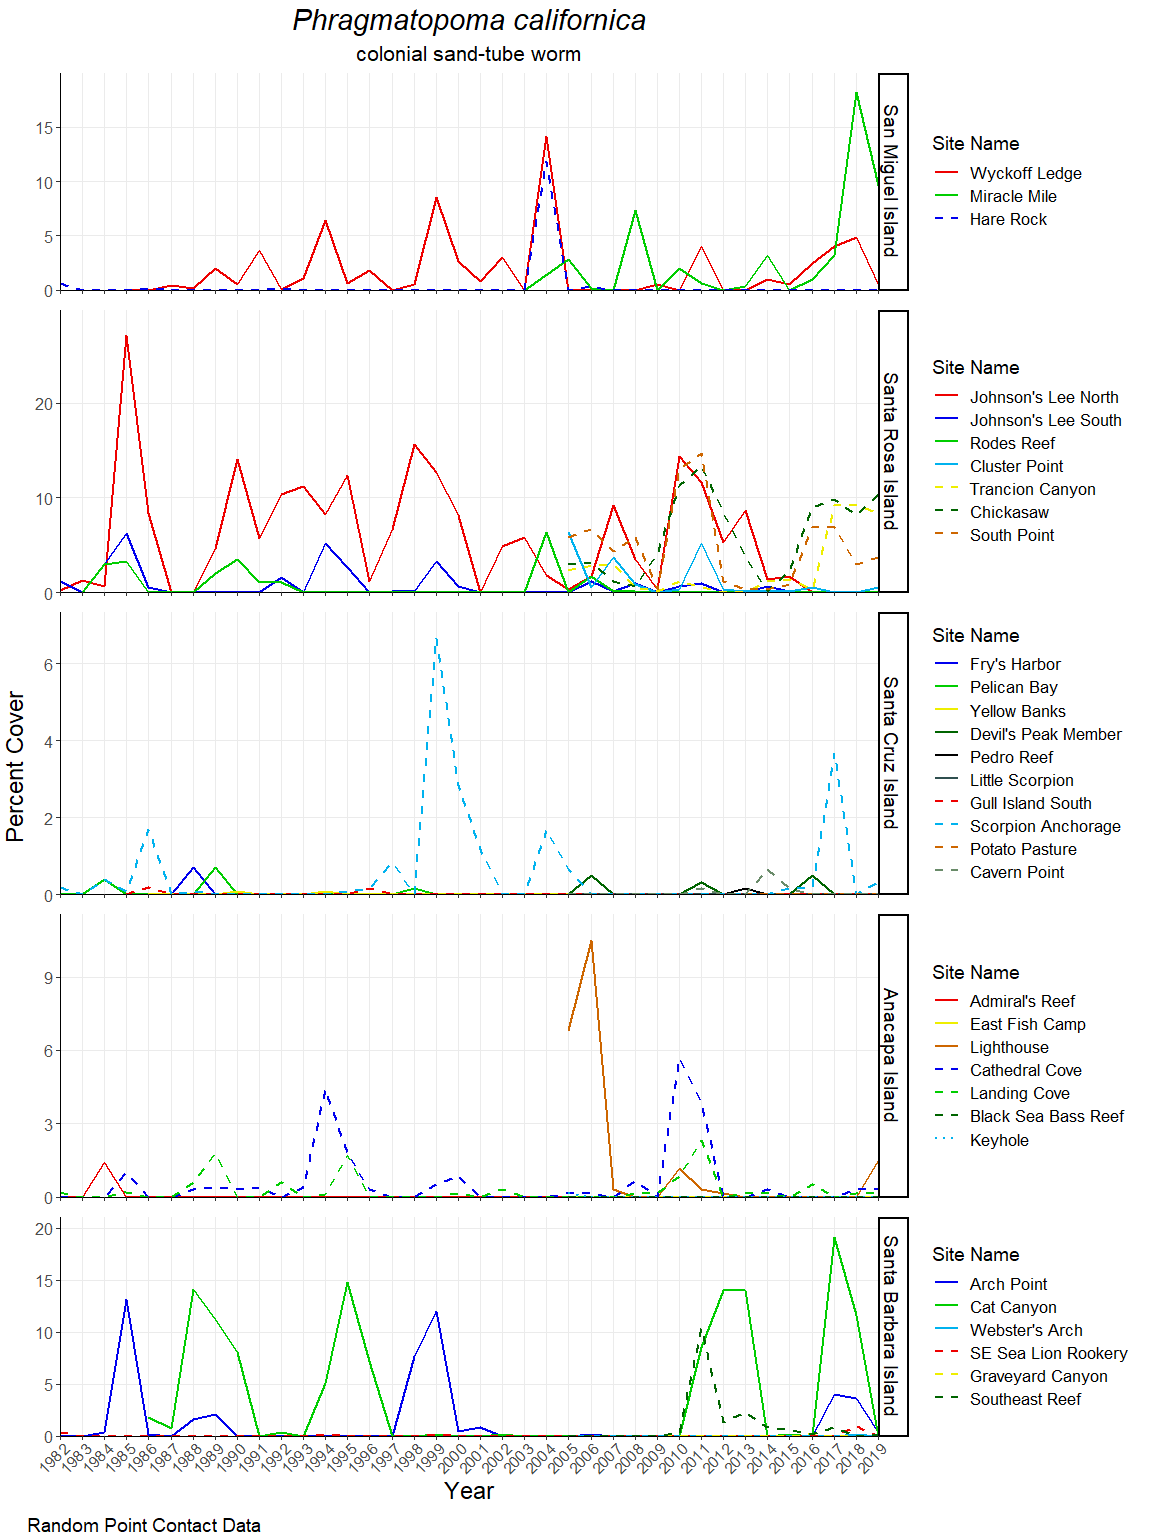 Phragmatopoma californica
colonial sand-tube worm
Percent Cover
15
10
5
0
San Miguel Island
Site Name
Wyckoff Ledge
Miracle Mile
Hare Rock
20
10
0
Santa Rosa Island
Site Name
Johnson's Lee North
Johnson's Lee South
Rodes Reef
Cluster Point
Trancion Canyon
Chickasaw
South Point
6
4
2
0
Santa Cruz Island
Site Name
Fry's Harbor
Pelican Bay
Yellow Banks
Devil's Peak Member
Pedro Reef
Little Scorpion
Gull Island South
Scorpion Anchorage
Potato Pasture
Cavern Point
9
6
3
0
Anacapa Island
Site Name
Admiral's Reef
East Fish Camp
Lighthouse
Cathedral Cove
Landing Cove
Black Sea Bass Reef
Keyhole
20
15
10
5
0
Santa Barbara Island
Site Name
Arch Point
Cat Canyon
Webster's Arch
SE Sea Lion Rookery
Graveyard Canyon
Southeast Reef
1982 1983 1984 1985 1986 1987 1988 1989 1990 1991 1992 1993 1994 1995 1996 1997 1998 1999 2000 2001 2002 2003 2004 2005 2006 2007 2008 2009 2010 2011 2012 2013 2014 2015 2016 2017 2018 2019
Year
Random Point Contact Data